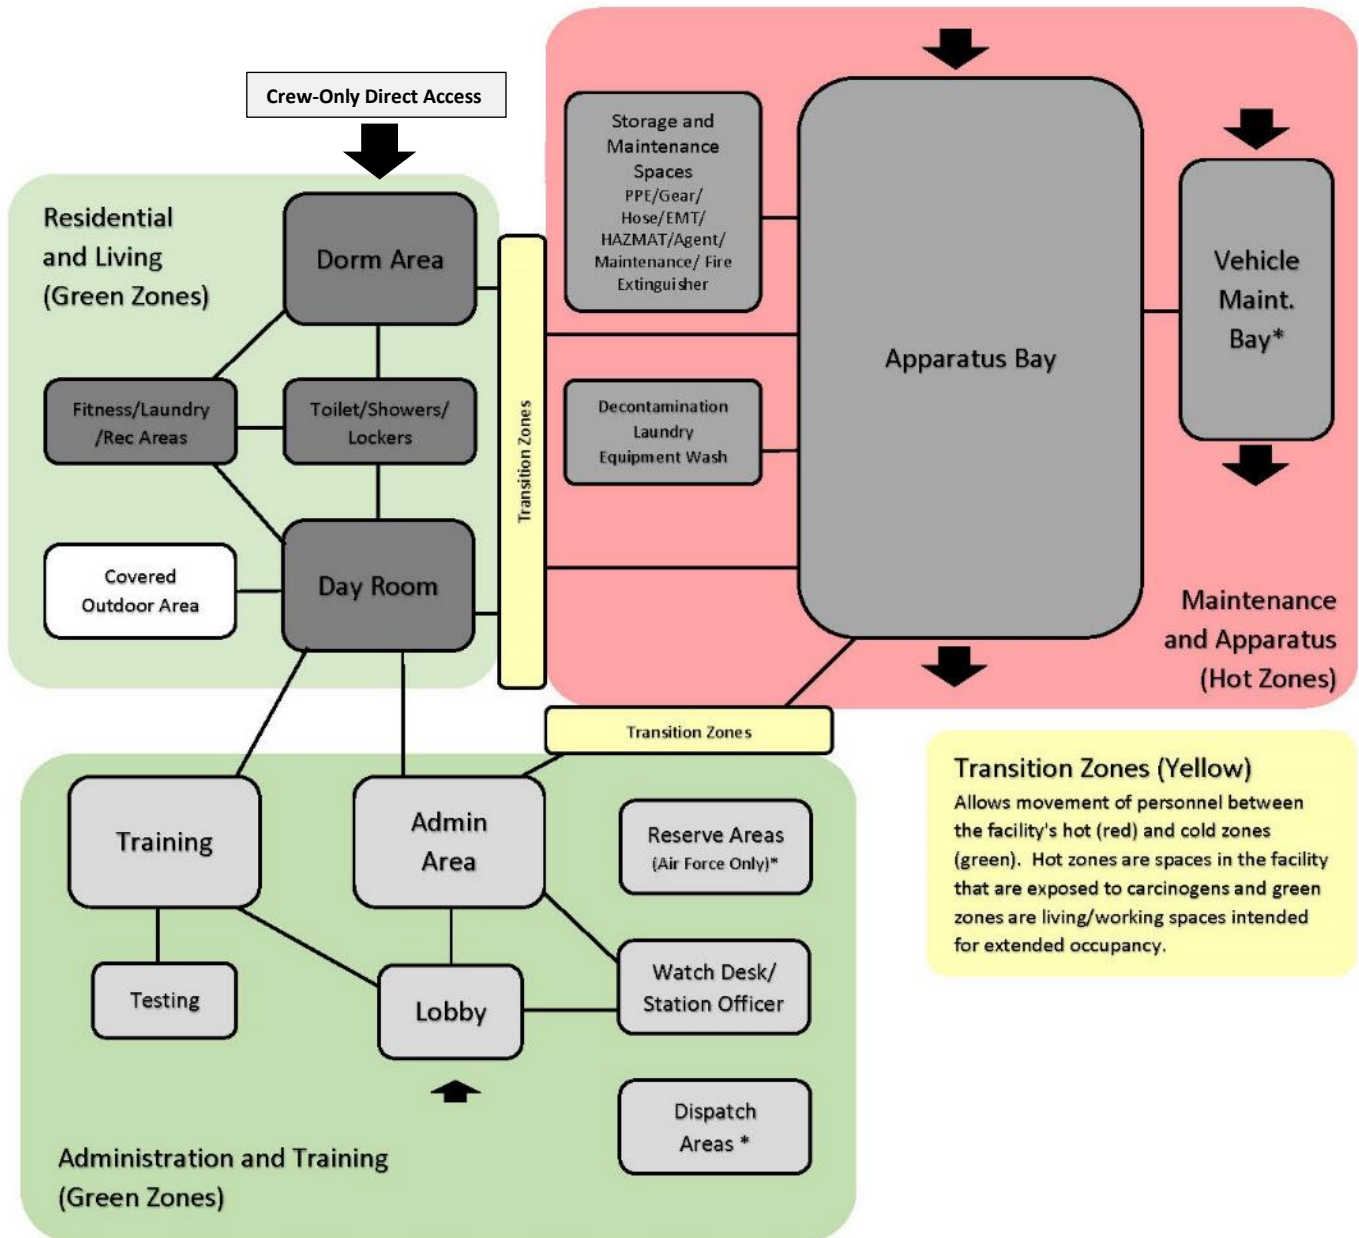 Crew-Only Direct Access
Residential
and Living
(Green Zones)
Dorm Area
Fitness/Laundry
/Rec Areas
Toilet/Showers/
Lockers
Covered
Outdoor Area
Day Room
Transition Zones
Storage and
Maintenance
Spaces
PPE/Gear/
Hose/EMT/
HAZMAT/Agent/
Maintenance/ Fire
Extinguisher
Decontamination
Laundry
Equipment Wash
Apparatus Bay
Vehicle
Maint.
Bay*
Maintenance
and Apparatus
(Hot Zones)
Transition Zones
Training
Admin
Area
Reserve Areas
(Air Force Only)*
Testing
Lobby
Watch Desk/
Station Officer
Dispatch
Areas *
Administration and Training
(Green Zones)
Transition Zones (Yellow)
Allows movement of personnel between
the facility's hot (red) and cold zones
(green). Hot zones are spaces in the facility
that are exposed to carcinogens and green
zones are living/working spaces intended
for extended occupancy.